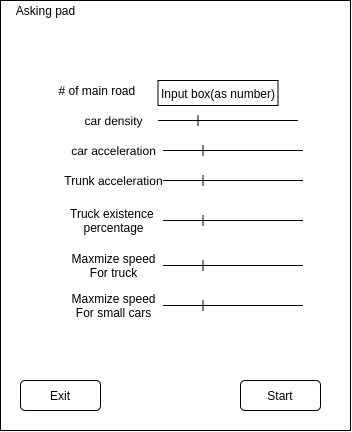 Asking pad
# of main road
Input box(as number)
car density
car acceleration
Trunk acceleration
Truck existence
percentage
Maxmize speed
For truck
Maxmize speed
For small cars
Exit
Start